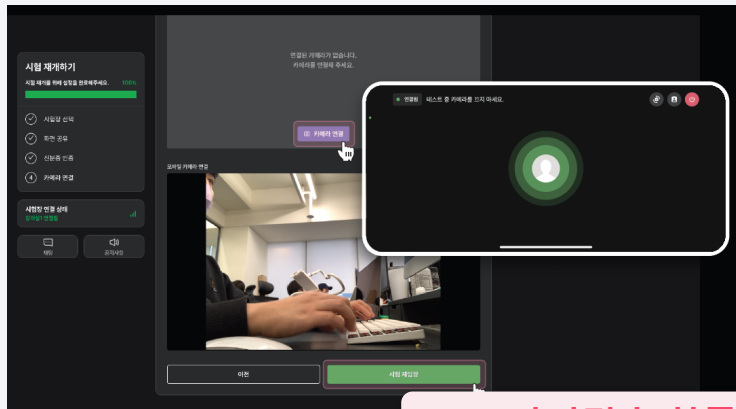 연결된 카메라가 없습니다.
카메라를 연결해 주세요.
시험 재개하기
시험 재개를 위해 설정을 완료해주세요. 100%
시험장 선택
화면 공유
신분증 인증
4 카메라 연결
시험장 연결 상태
채팅
공지사항
카메라 연결
모바일 카메라 연결
연결됨 테스트 중 카메라를 끄지 마세요.
이전
시험 재입장